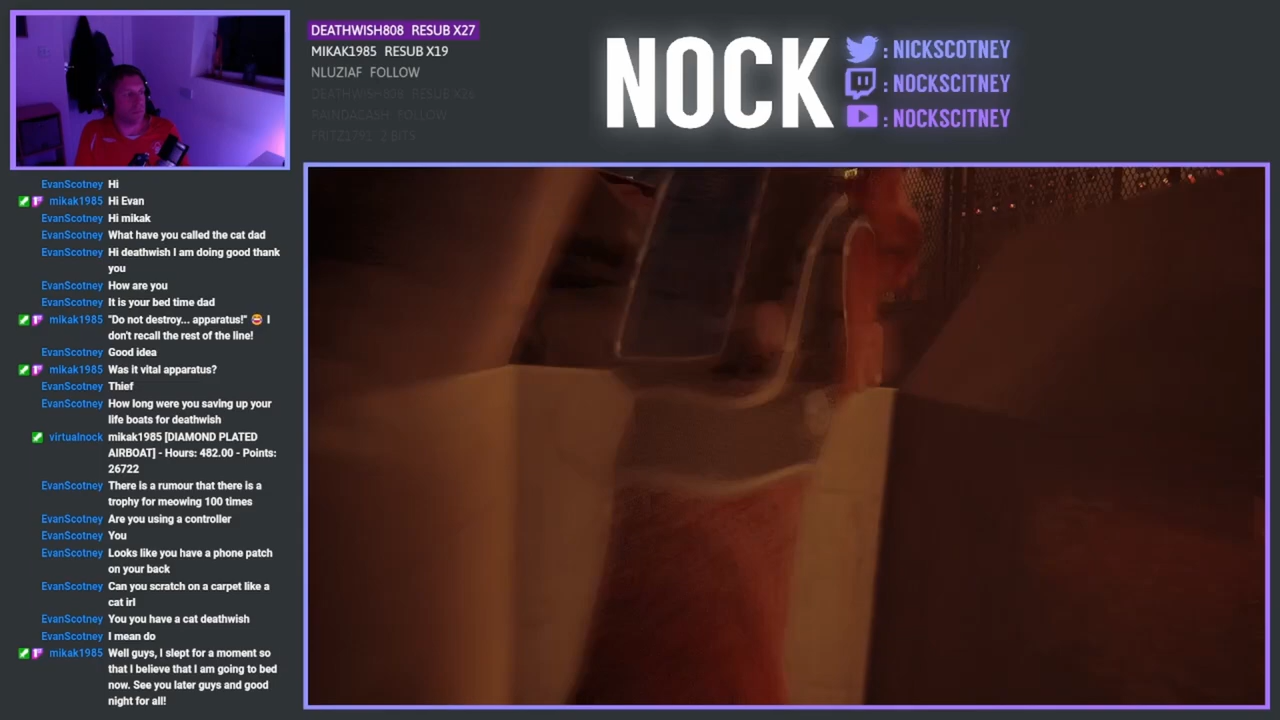 DEATHWISH808 RESUB X27
MIKAK1985 RESUB X19
NLUZIAF FOLLOW
DEATHWISH808 RESUB X26
RAINDA2ASH FOLLOW
FRITZ1791 2 BITS
NOCK
: NICKSCOTNEY
: NOCKSCITNEY
: NOCKSCITNEY
EvanScotney Hi
mikak1985 Hi Evan
EvanScotney Hi mikak
EvanScotney What have you called the cat dad
EvanScotney Hi deathwish I am doing good thank
you
EvanScotney How are you
EvanScotney It is your bed time dad
mikak1985 "Do not destroy... apparatus!" 😂 I
don't recall the rest of the line!
EvanScotney Good idea
mikak1985 Was it vital apparatus?
EvanScotney Thief
EvanScotney How long were you saving up your
life boats for deathwish
virtualnock mikak1985 [DIAMOND PLATED
AIRBOAT] - Hours: 482.00 - Points:
26722
EvanScotney There is a rumour that there is a
trophy for meowing 100 times
EvanScotney Are you using a controller
EvanScotney You
EvanScotney Looks like you have a phone patch
on your back
EvanScotney Can you scratch on a carpet like a
cat irl
EvanScotney You you have a cat deathwish
EvanScotney I mean do
mikak1985 Well guys, I slept for a moment so
that I believe that I am going to bed
now. See you later guys and good
night for all!